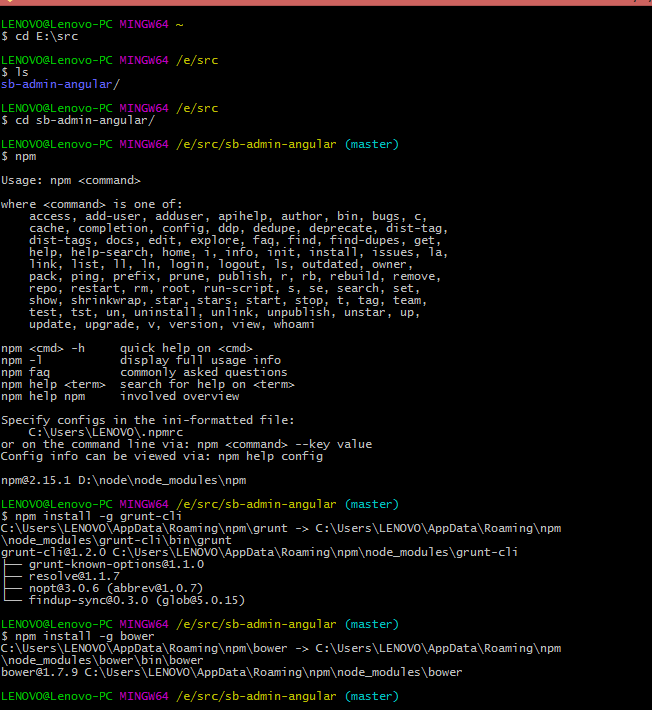 LENOVO@Lenovo-PC MINGW64 ~
$ cd E:\src
LENOVO@Lenovo-PC MINGW64 /e/src
$ ls
sb-admin-angular/
LENOVO@Lenovo-PC MINGW64 /e/src
$ cd sb-admin-angular/
LENOVO@Lenovo-PC MINGW64 /e/src/sb-admin-angular (master)
$ npm
Usage: npm <command>
where <command> is one of:
    access, add-user, adduser, apihelp, author, bin, bugs, c,
    cache, completion, config, ddp, dedupe, deprecate, dist-tag,
    dist-tags, docs, edit, explore, faq, find, find-dupes, get,
    help, help-search, home, i, info, init, install, issues, la,
    link, list, ll, ln, login, logout, ls, outdated, owner,
    pack, ping, prefix, prune, publish, r, rb, rebuild, remove,
    repo, restart, rm, root, run-script, s, se, search, set,
    show, shrinkwrap, star, stars, start, stop, t, tag, team,
    test, tst, un, uninstall, unlink, unpublish, unstar, up,
    update, upgrade, v, version, view, whoami
npm <cmd> -h     quick help on <cmd>
npm -l           display full usage info
npm faq          commonly asked questions
npm help <term>  search for help on <term>
npm help npm     involved overview
Specify configs in the ini-formatted file:
    C:\Users\LENOVO\.npmrc
or on the command line via: npm <command> --key value
Config info can be viewed via: npm help config
npm@2.15.1 D:\node\node_modules\npm
LENOVO@Lenovo-PC MINGW64 /e/src/sb-admin-angular (master)
$ npm install -g grunt-cli
C:\Users\LENOVO\AppData\Roaming\npm\grunt -> C:\Users\LENOVO\AppData\Roaming\npm
\node_modules\grunt-cli\bin\grunt
grunt-cli@1.2.0 C:\Users\LENOVO\AppData\Roaming\npm\node_modules\grunt-cli
├── grunt-known-options@1.1.0
├── resolve@1.1.7
├── nopt@3.0.6 (abbrev@1.0.7)
└── findup-sync@0.3.0 (glob@5.0.15)
LENOVO@Lenovo-PC MINGW64 /e/src/sb-admin-angular (master)
$ npm install -g bower
C:\Users\LENOVO\AppData\Roaming\npm\bower -> C:\Users\LENOVO\AppData\Roaming\npm
\node_modules\bower\bin\bower
bower@1.7.9 C:\Users\LENOVO\AppData\Roaming\npm\node_modules\bower
LENOVO@Lenovo-PC MINGW64 /e/src/sb-admin-angular (master)